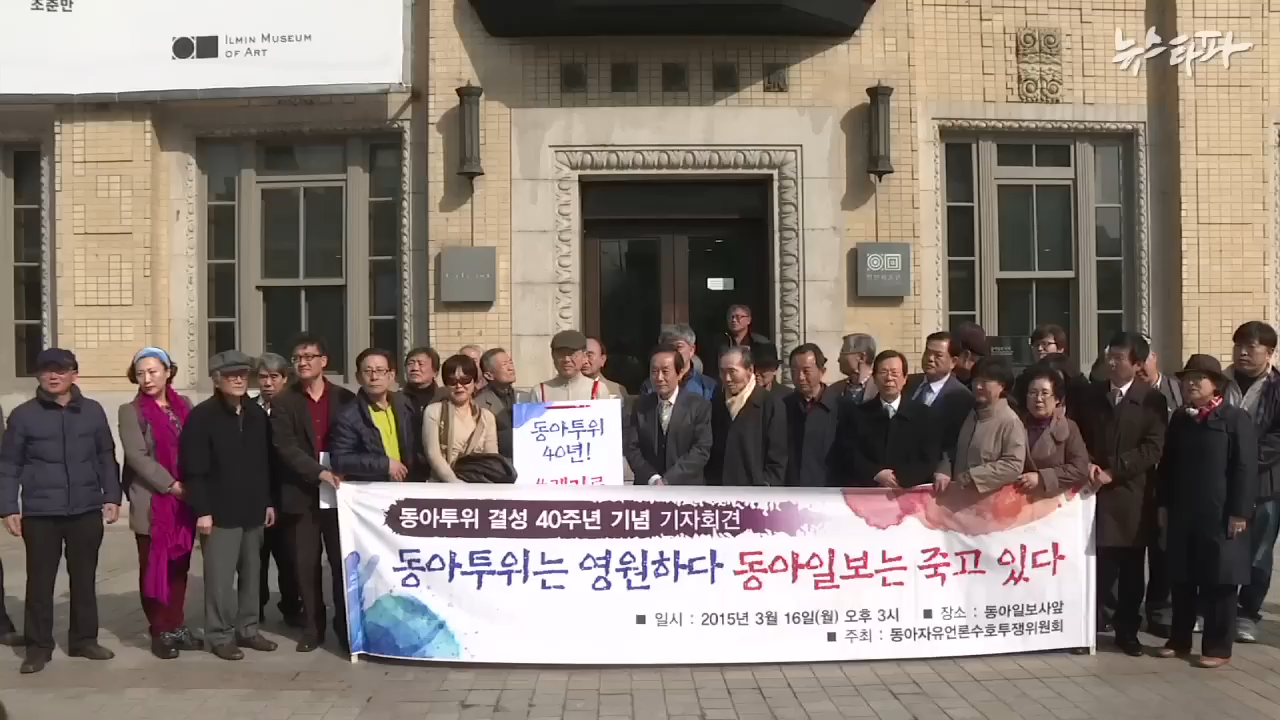 조준만
ILMIN MUSEUM
OF ART
뉴스타파
동아투위
40년!
동아투위 결성 40주년 기념 기자회견
동아투위는 영원하다 동아일보는 죽고 있다
■ 일시 : 2015년 3월 16일(월) 오후 3시 ■ 장소 : 동아일보사앞
■ 주최 : 동아자유언론수호투쟁위원회